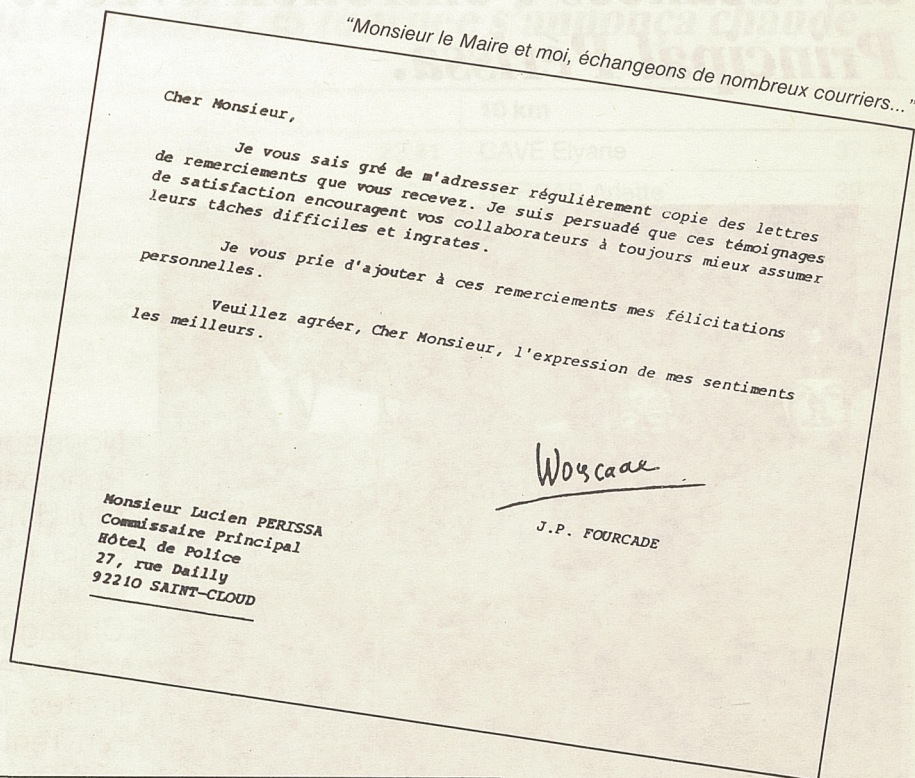 "Monsieur le Maire et moi, échangeons de nombreux courriers..."
Cher Monsieur,
Je vous sais gré de m'adresser régulièrement copie des lettres
de remerciements que vous recevez. Je suis persuadé que ces témoignages
de satisfaction encouragent vos collaborateurs à toujours mieux assumer
leurs tâches difficiles et ingrates.
Je vous prie d'ajouter à ces remerciements mes félicitations
personnelles.
Veuillez agréer, Cher Monsieur, l'expression de mes sentiments
les meilleurs.
J.P. FOURCADE
Monsieur Lucien PERISSA
Commissaire Principal
Hôtel de Police
27, rue Dailly
92210 SAINT-CLOUD
10 km
CAVE Elyane